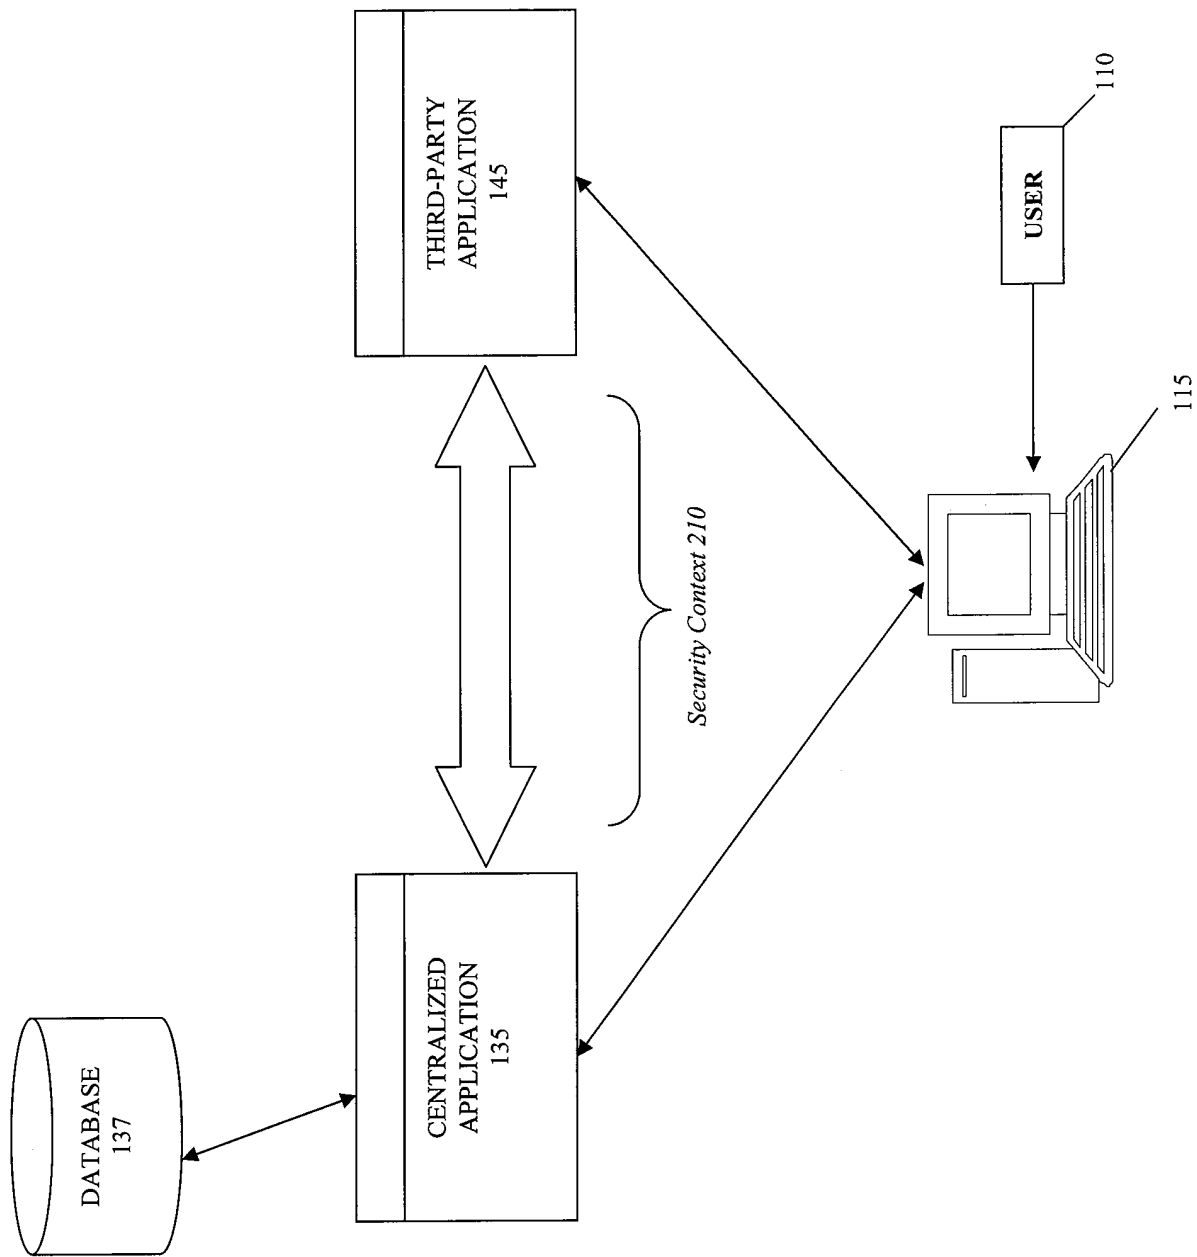 DATABASE
137
CENTRALIZED
APPLICATION
135
THIRD-PARTY
APPLICATION
145
Security Context 210
USER
110
115